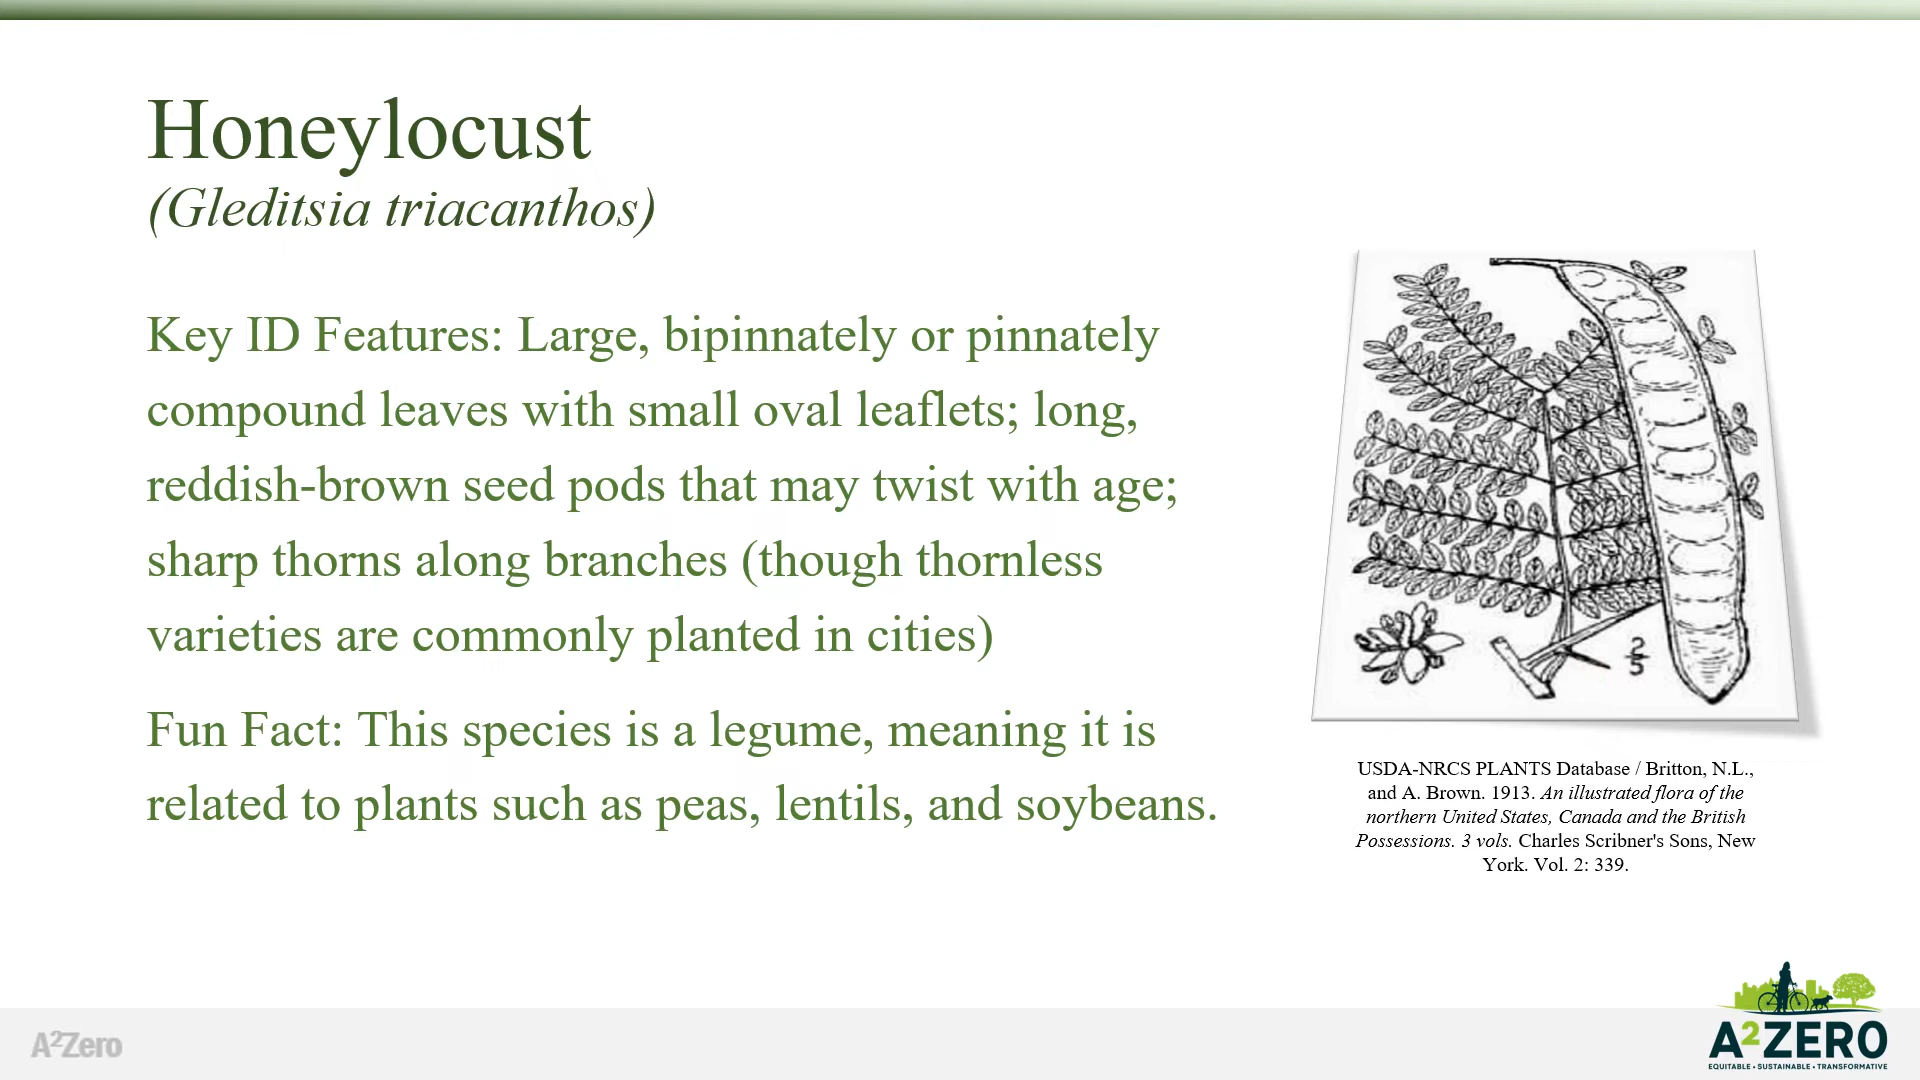 Honeylocust
(Gleditsia triacanthos)
Key ID Features: Large, bipinnately or pinnately
compound leaves with small oval leaflets; long,
reddish-brown seed pods that may twist with age;
sharp thorns along branches (though thornless
varieties are commonly planted in cities)
Fun Fact: This species is a legume, meaning it is
related to plants such as peas, lentils, and soybeans.
2
5
USDA-NRCS PLANTS Database / Britton, N.L.,
and A. Brown. 1913. An illustrated flora of the
northern United States, Canada and the British
Possessions. 3 vols. Charles Scribner's Sons, New
York. Vol. 2: 339.
A²Zero
A²ZERO
EQUITABLE • SUSTAINABLE • TRANSFORMATIVE